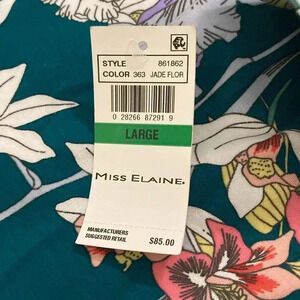 STYLE 861862
COLOR 363 JADE FLOR
0 28266 87291 9
LARGE
MISS ELAINE®
MANUFACTURERS
SUGGESTED RETAIL $85.00